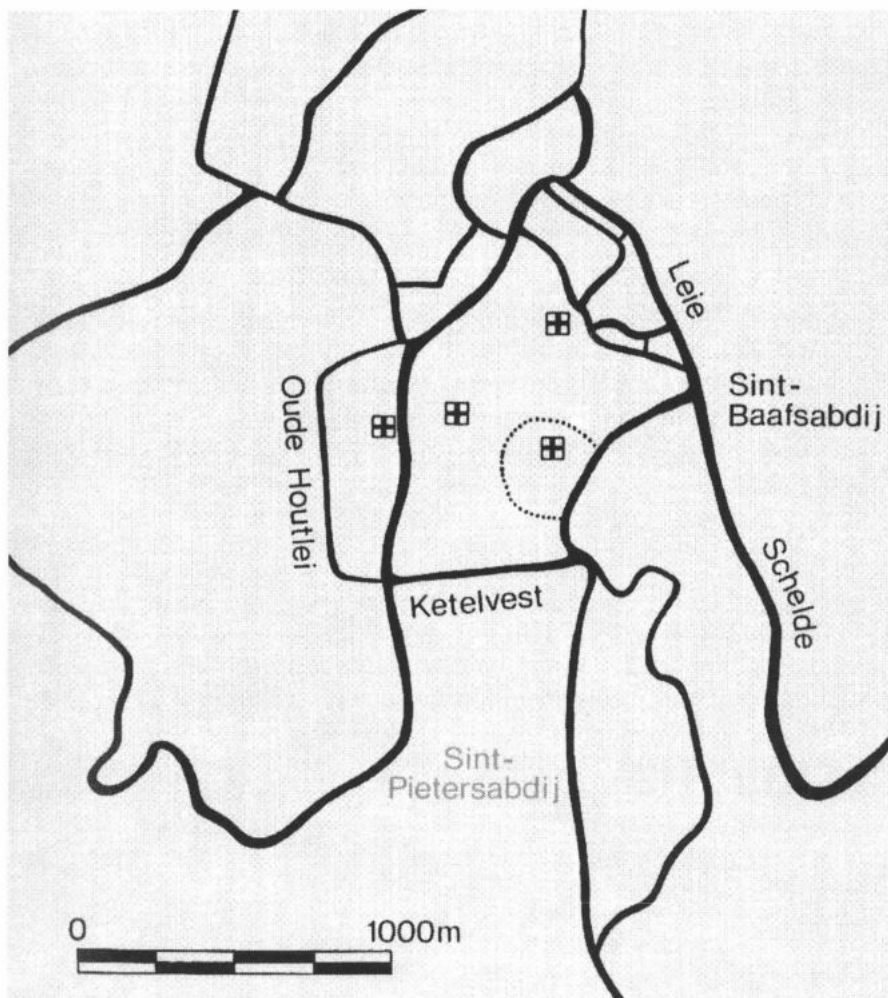 Leie
Sint-
Baafsabdij
Oude Houtlei
Schelde
Ketelvest
Sint-
Pietersabdij
0 1000m